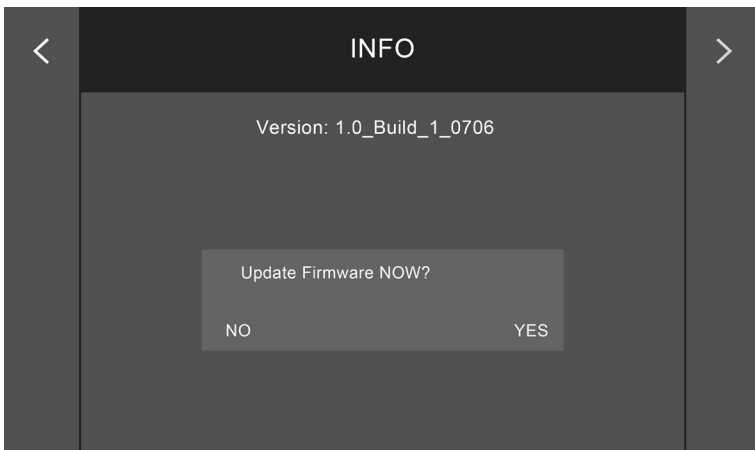 INFO
Version: 1.0_Build_1_0706
Update Firmware NOW?
NO YES